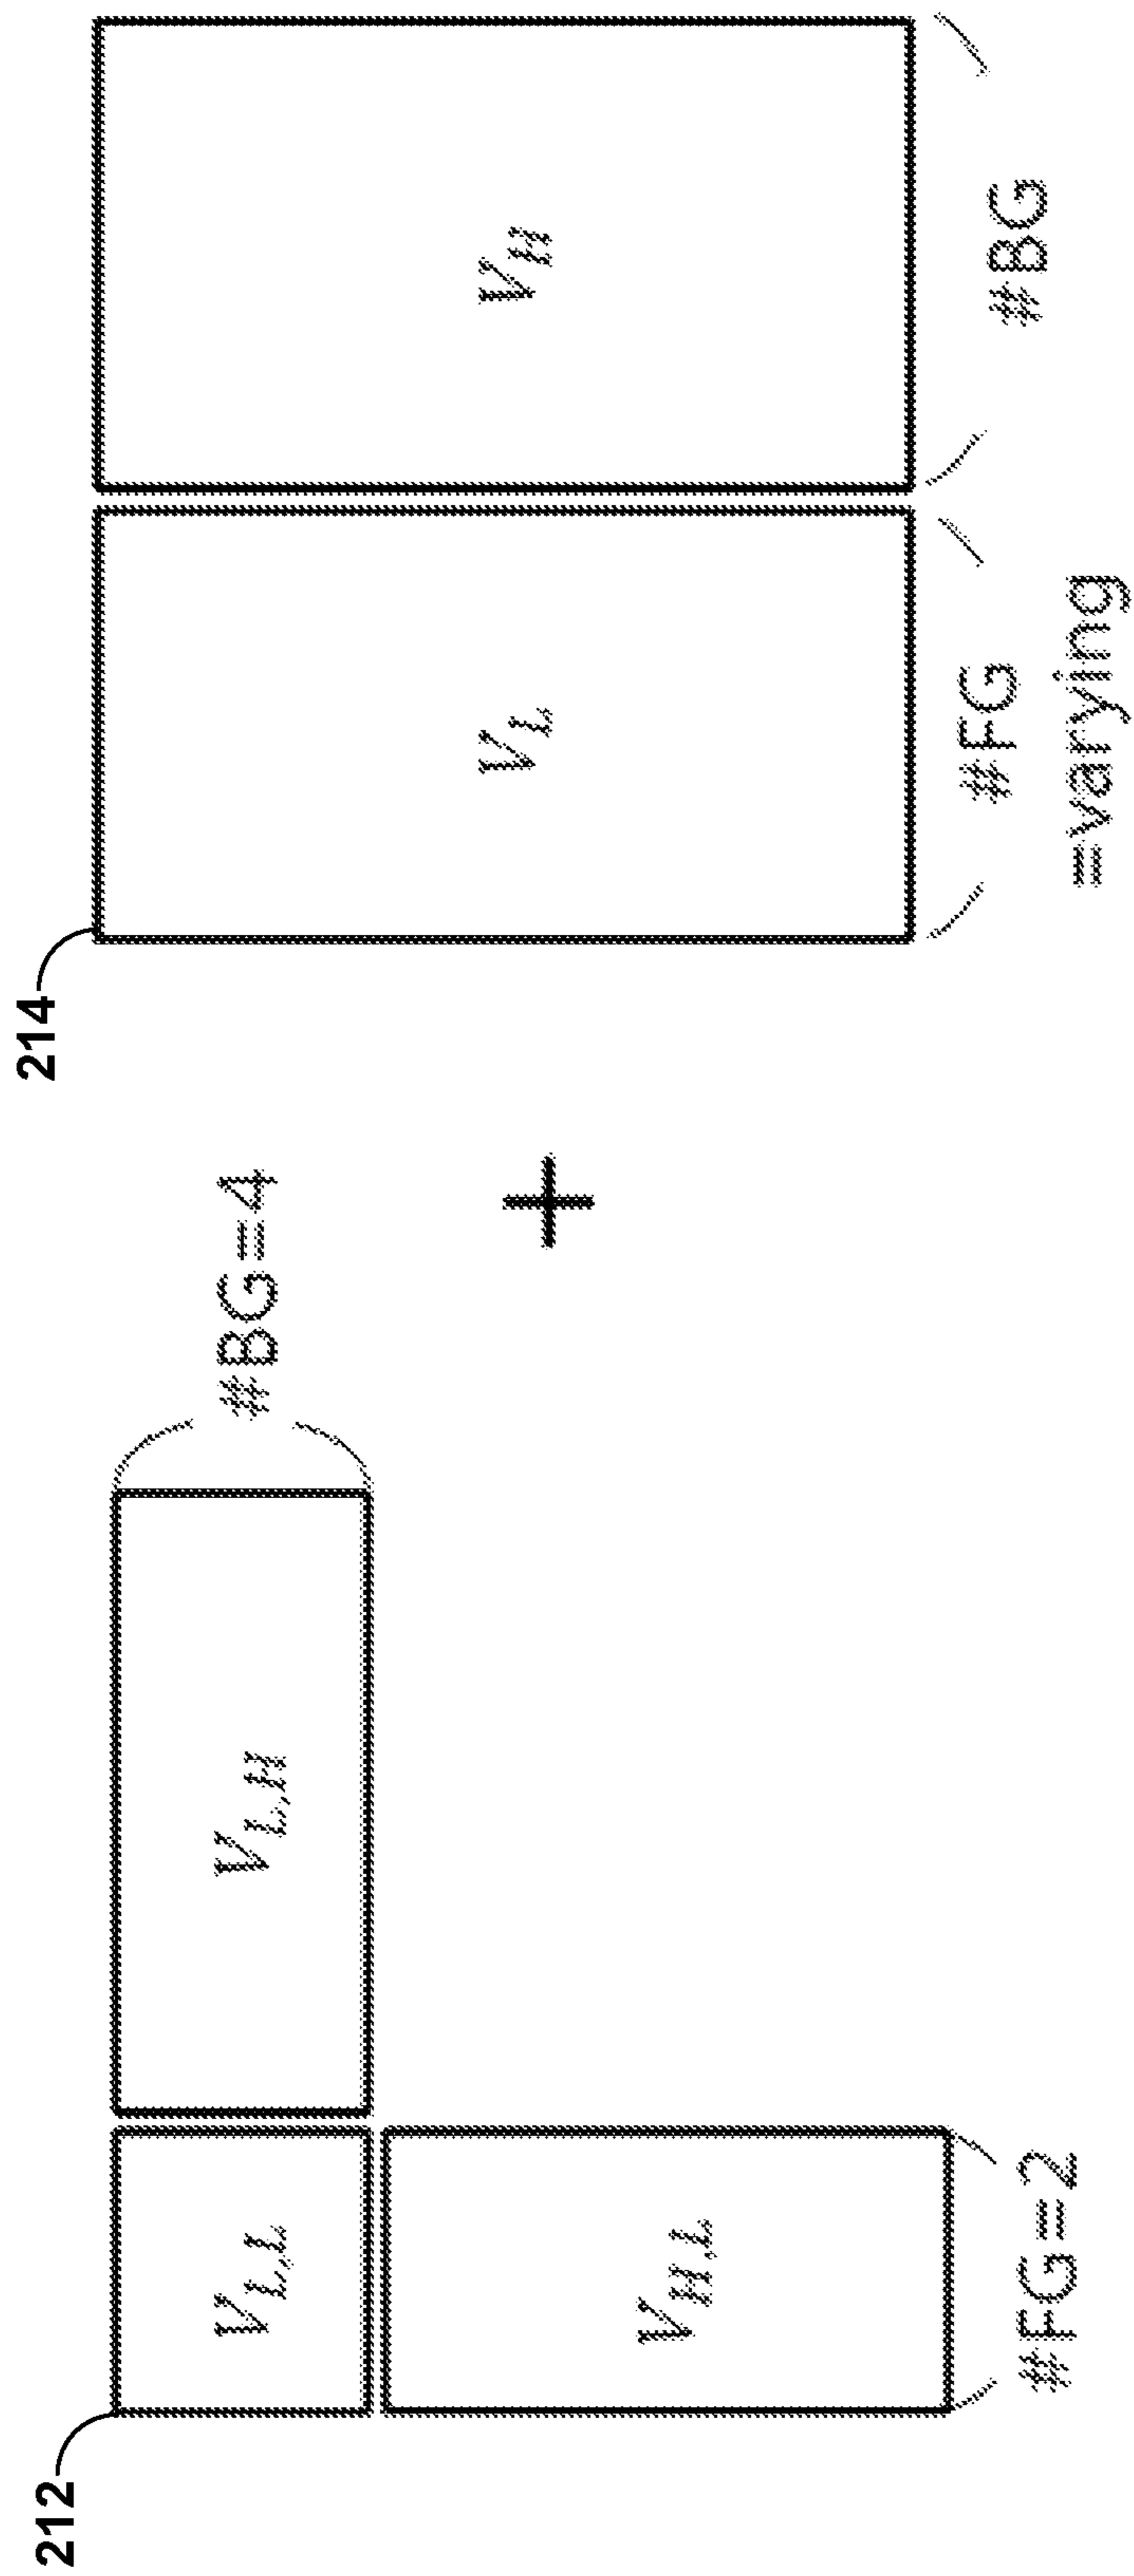 212
V_{L,L}
V_{L,H}
#BG=4
V_{H,L}
#FG=2
+
214
V_L
V_H
#FG
=varying
#BG